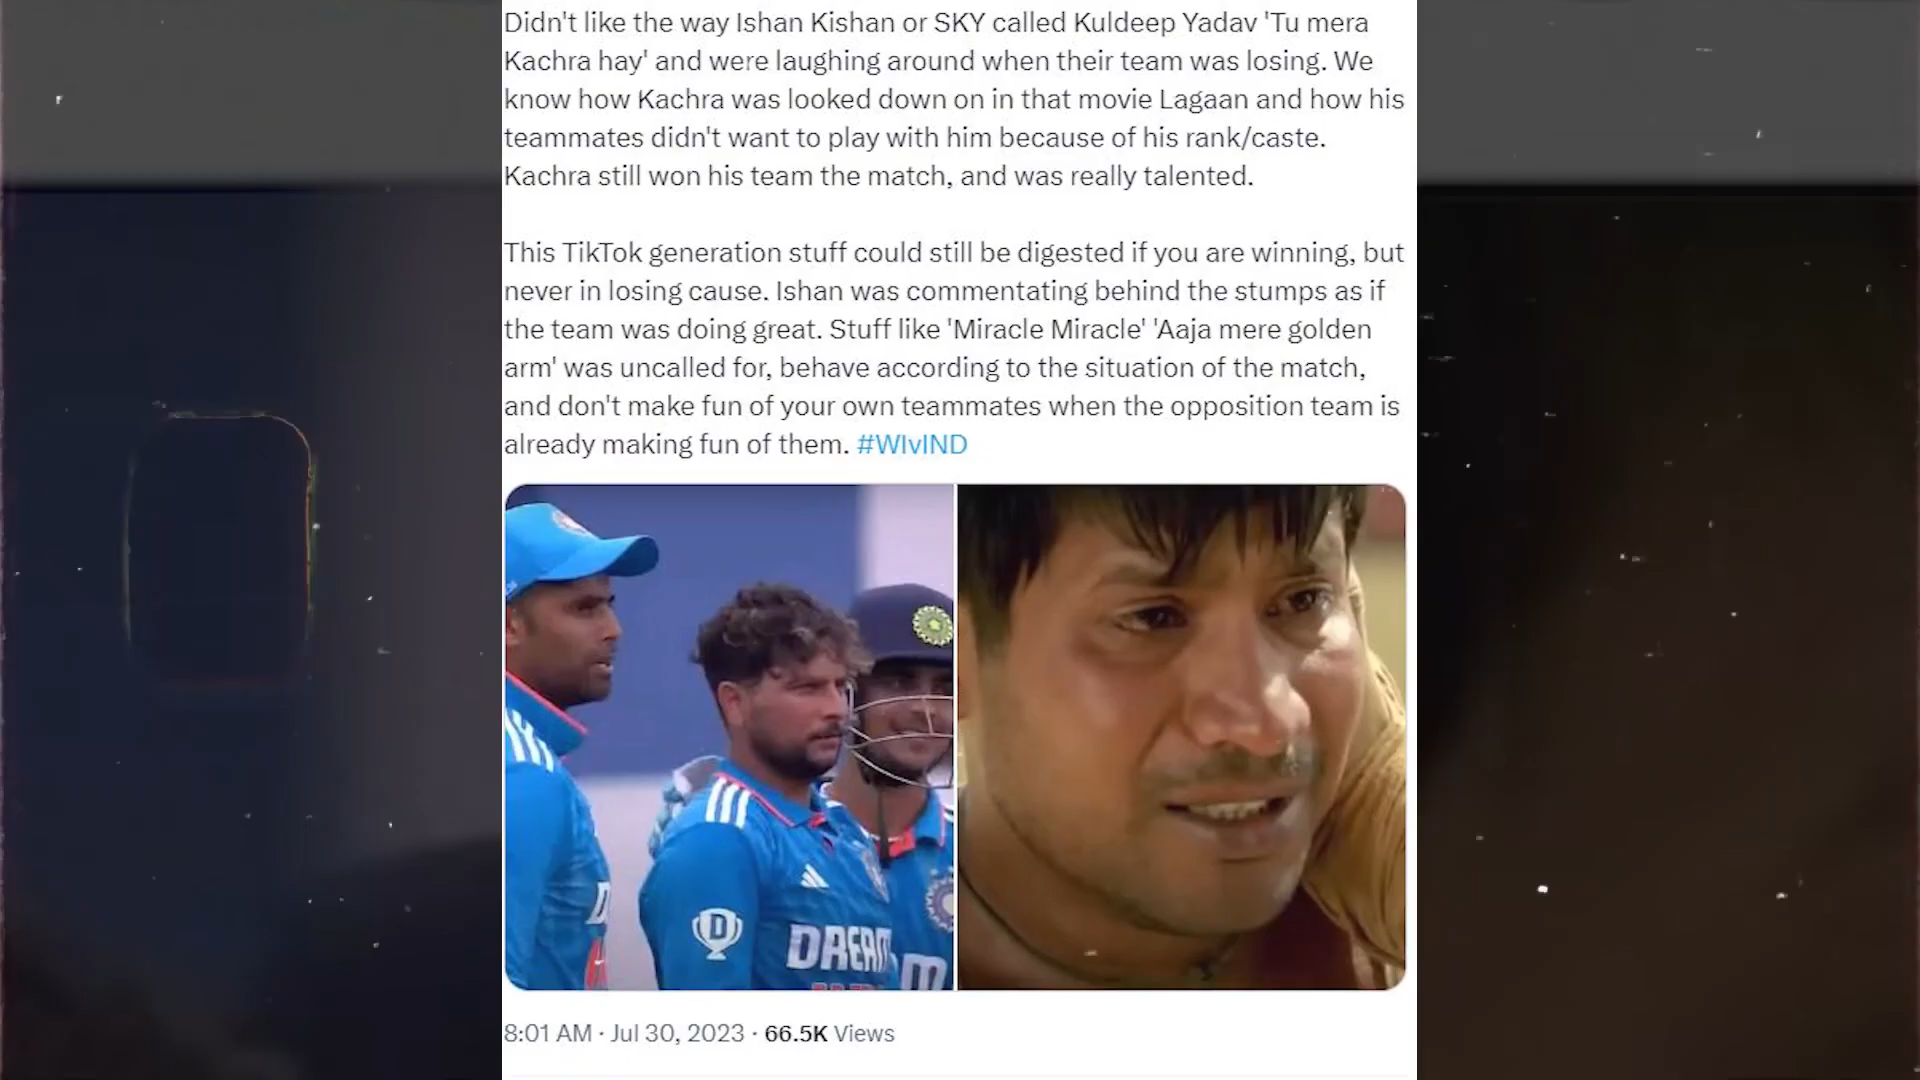 Didn't like the way Ishan Kishan or SKY called Kuldeep Yadav 'Tu mera
Kachra hay' and were laughing around when their team was losing. We
know how Kachra was looked down on in that movie Lagaan and how his
teammates didn't want to play with him because of his rank/caste.
Kachra still won his team the match, and was really talented.
This TikTok generation stuff could still be digested if you are winning, but
never in losing cause. Ishan was commentating behind the stumps as if
the team was doing great. Stuff like 'Miracle Miracle' 'Aaja mere golden
arm' was uncalled for, behave according to the situation of the match,
and don't make fun of your own teammates when the opposition team is
already making fun of them. #WIvIND
D
DREAM
8:01 AM · Jul 30, 2023 · 66.5K Views